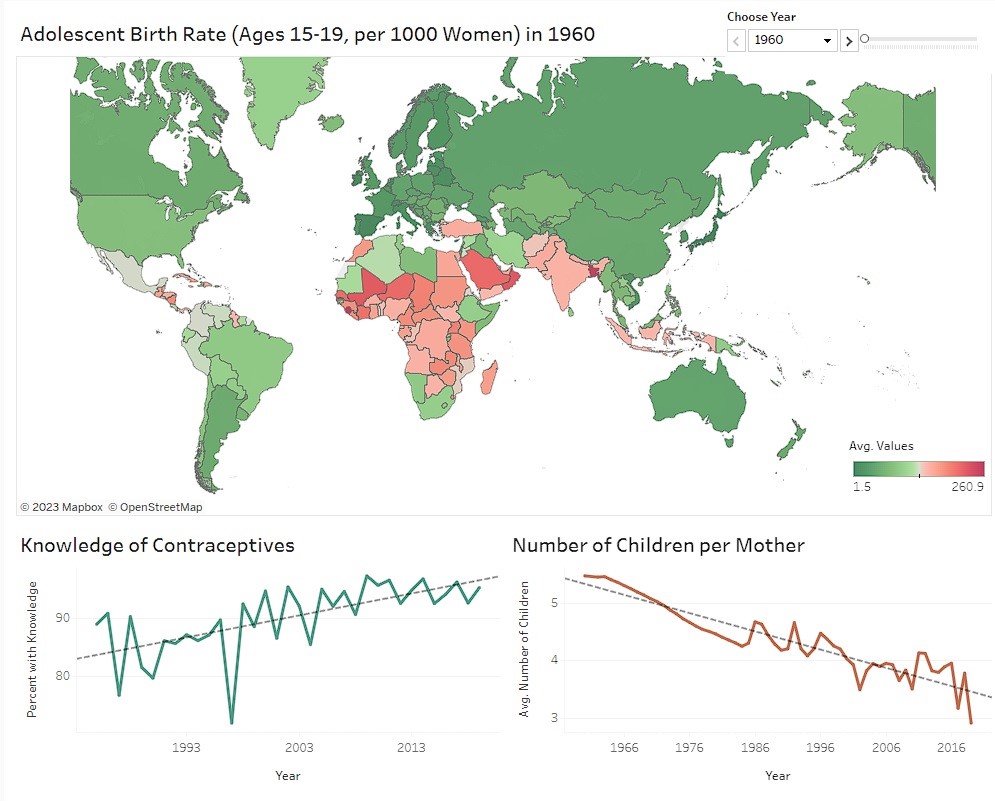 Choose Year
Adolescent Birth Rate (Ages 15-19, per 1000 Women) in 1960
1960
Avg. Values
1.5
260.9
© 2023 Mapbox © OpenStreetMap
Knowledge of Contraceptives
Percent with Knowledge
90
80
1993
2003
2013
Year
Number of Children per Mother
Avg. Number of Children
5
4
3
1966
1976
1986
1996
2006
2016
Year